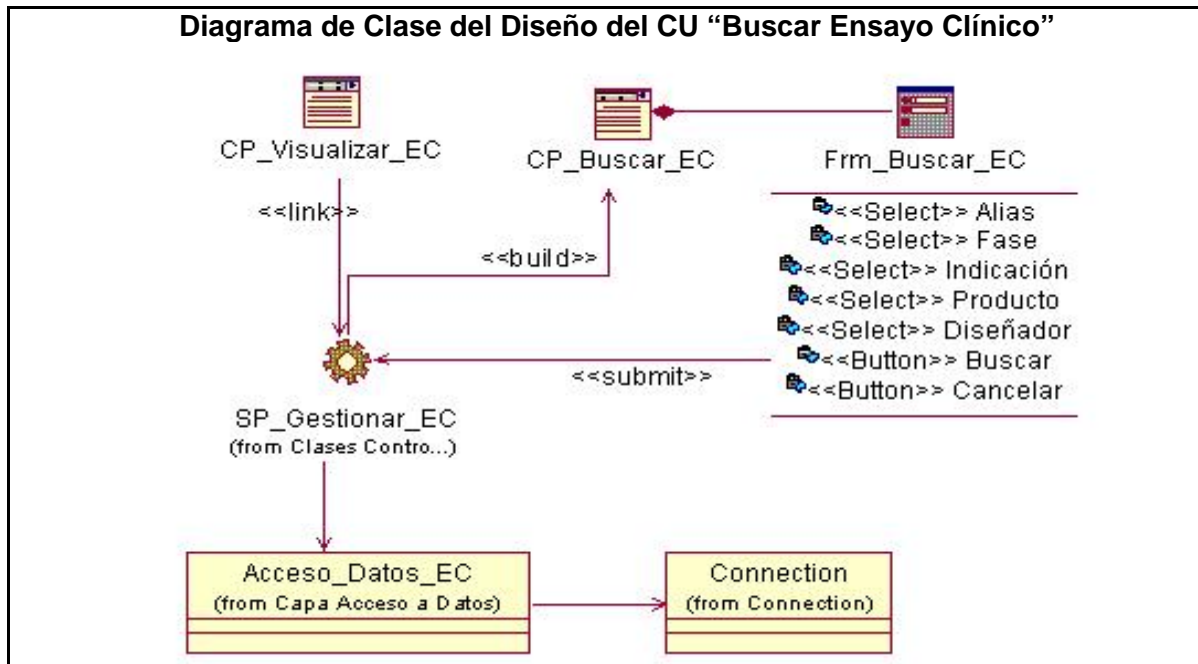 Diagrama de Clase del Diseño del CU “Buscar Ensayo Clínico”
CP_Visualizar_EC
CP_Buscar_EC
Frm_Buscar_EC
<<link>>
<<build>>
<<Select>> Alias
<<Select>> Fase
<<Select>> Indicación
<<Select>> Producto
<<Select>> Diseñador
<<Button>> Buscar
<<Button>> Cancelar
<<submit>>
SP_Gestionar_EC
(from Clases Contro...)
Acceso_Datos_EC
(from Capa Acceso a Datos)
Connection
(from Connection)